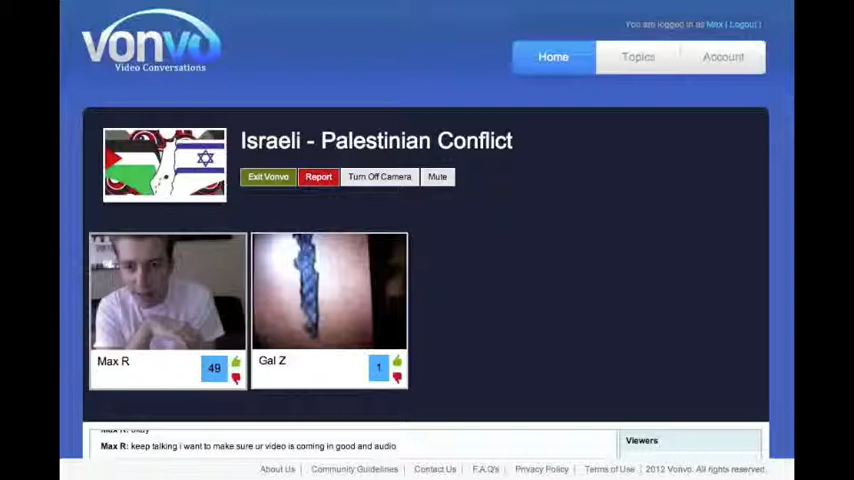 vonvo
Video Conversations
You are logged in as Max ( Logout )
Home Topics Account
Israeli - Palestinian Conflict
Exit Vonvo Report Turn Off Camera Mute
Max R 49
Gal Z 1
Max R: okay
Max R: keep talking i want to make sure ur video is coming in good and audio
Viewers
About Us | Community Guidelines | Contact Us | F.A.Q's | Privacy Policy | Terms of Use | 2012 Vonvo. All rights reserved.